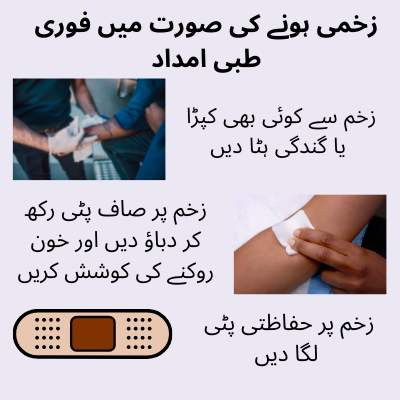 زخمی ہونے کی صورت میں فوری
طبی امداد
زخم سے کوئی بھی کپڑا
یا گندگی ہٹا دیں
زخم پر صاف پٹی رکھ
کر دباؤ دیں اور خون
روکنے کی کوشش کریں
زخم پر حفاظتی پٹی
لگا دیں